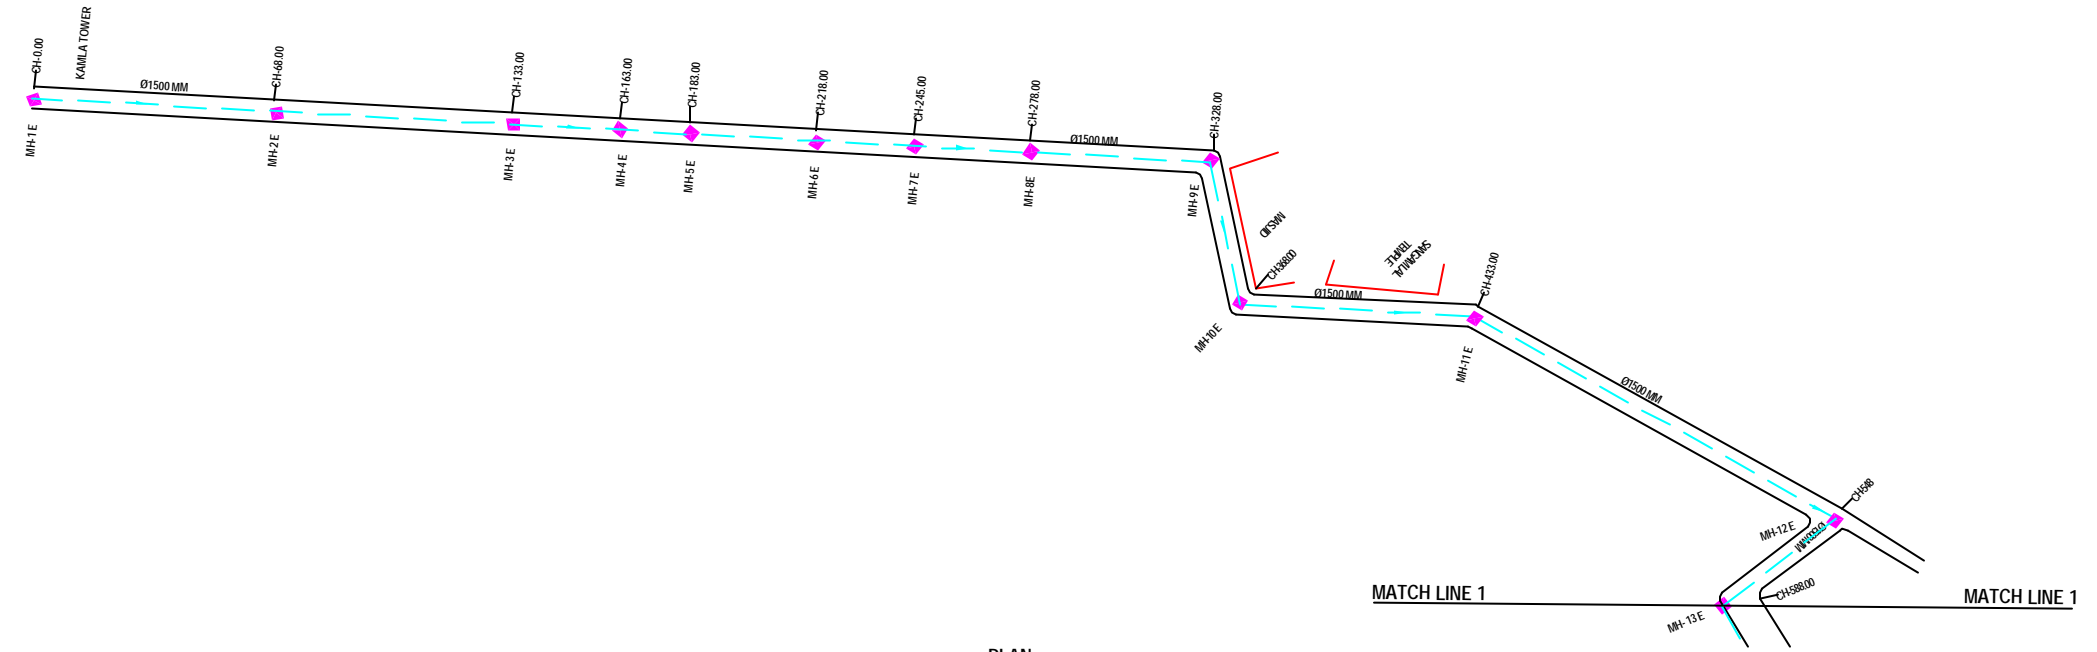 CH-0.00
KAMLA TOWER
Ø1500 MM
CH-68.00
CH-133.00
CH-163.00
CH-183.00
CH-218.00
CH-245.00
CH-278.00
Ø1500 MM
CH-328.00
MH-1 E
MH-2 E
MH-3 E
MH-4 E
MH-5 E
MH-6 E
MH-7 E
MH-8E
MH-9 E
MASJID
CH-368.00
SANGAMLAL
TEMPLE
CH-433.00
Ø1500 MM
MH-10 E
MH-11 E
Ø1500 MM
CH-548
MH-12 E
CH-588.00
MATCH LINE 1
MATCH LINE 1
MH- 13 E
PLAN